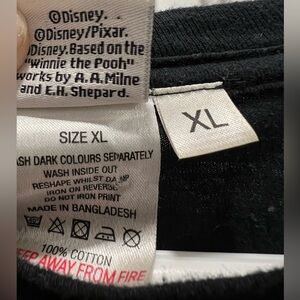 ©Disney.
©Disney/Pixar.
Disney. Based on the
"Winnie the Pooh"
works by A.A. Milne
and E.H. Shepard.
XL
SIZE XL
SH DARK COLOURS SEPARATELY
WASH INSIDE OUT
RESHAPE WHILST DAMP
IRON ON REVERSE
DO NOT IRON PRINT
MADE IN BANGLADESH
100% COTTON
EEP AWAY FROM FIRE